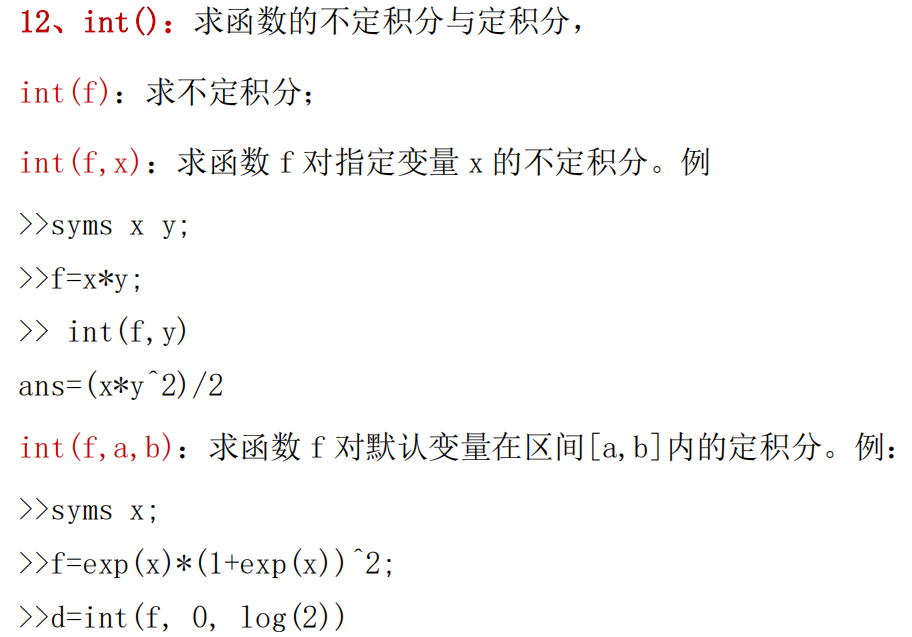 12、int()：求函数的不定积分与定积分，
int(f)：求不定积分；
int(f,x)：求函数 f 对指定变量 x 的不定积分。例
>>syms x y;
>>f=x*y;
>> int(f,y)
ans=(x*y^2)/2
int(f,a,b)：求函数 f 对默认变量在区间[a,b]内的定积分。例：
>>syms x;
>>f=exp(x)*(1+exp(x))^2;
>>d=int(f, 0, log(2))